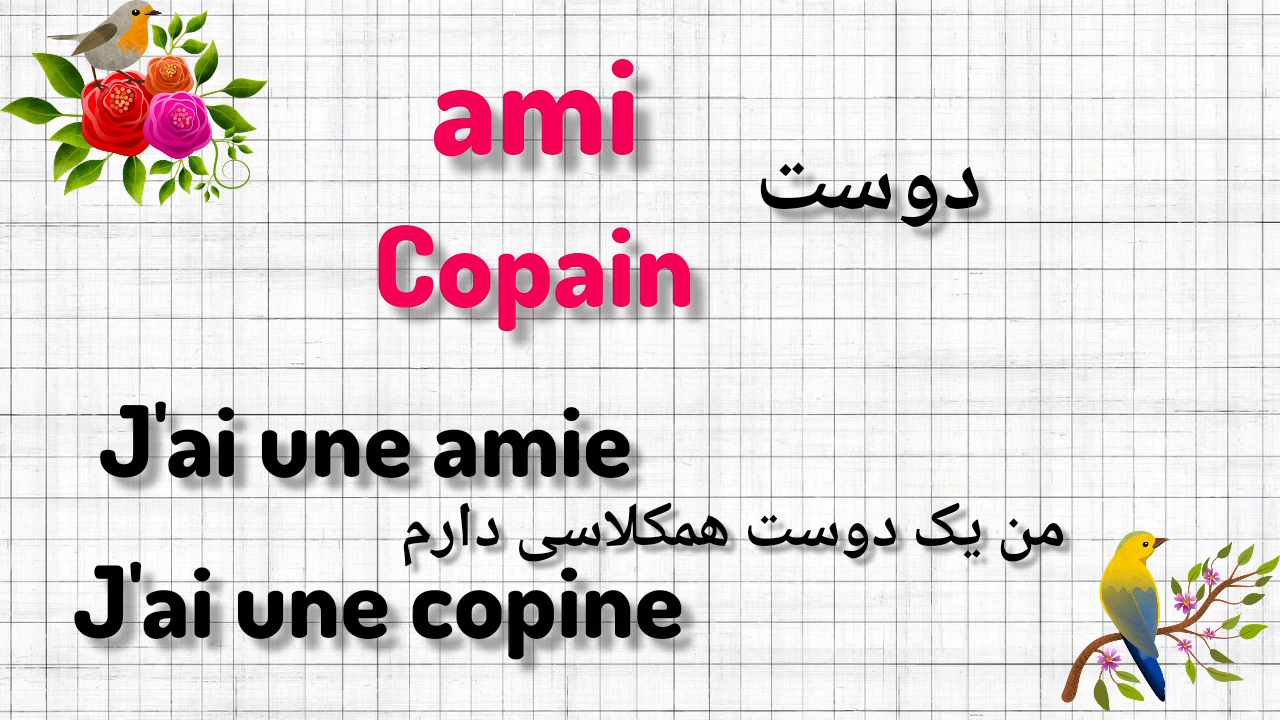 ami
دوست
Copain
J'ai une amie
من یک دوست همکلاسی دارم
J'ai une copine